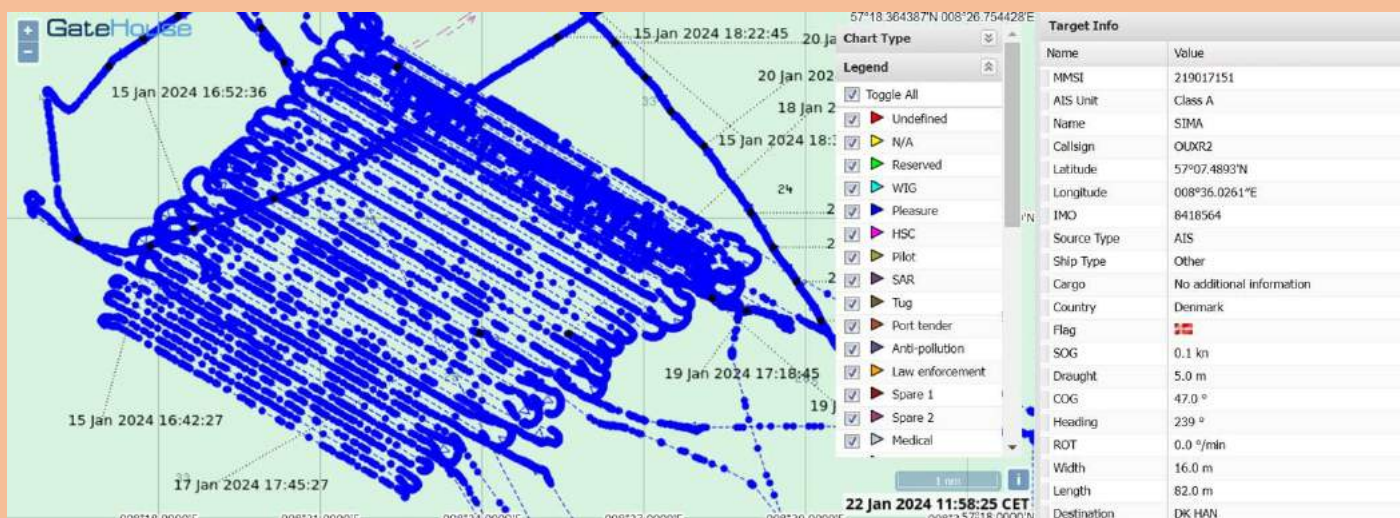 GateHouse
57°18.364387'N 008°26.754428'E
15 Jan 2024 18:22:45
20 Ja
15 Jan 2024 16:52:36
20 Jan 202
33
18 Jan 2
15 Jan 2024 18:
24
2
2
2
19 Jan 2024 17:18:45
19 J
15 Jan 2024 16:42:27
17 Jan 2024 17:45:27
33
Chart Type
Legend
Toggle All
Undefined
N/A
Reserved
WIG
Pleasure
HSC
Pilot
SAR
Tug
Port tender
Anti-pollution
Law enforcement
Spare 1
Spare 2
Medical
1 nm
i
22 Jan 2024 11:58:25 CET
Target Info
Name Value
MMSI 219017151
AIS Unit Class A
Name SIMA
Callsign OUXR2
Latitude 57°07.4893'N
Longitude 008°36.0261"E
IMO 8418564
Source Type AIS
Ship Type Other
Cargo No additional information
Country Denmark
Flag
SOG 0.1 kn
Draught 5.0 m
COG 47.0 °
Heading 239 °
ROT 0.0 °/min
Width 16.0 m
Length 82.0 m
Destination DK HAN